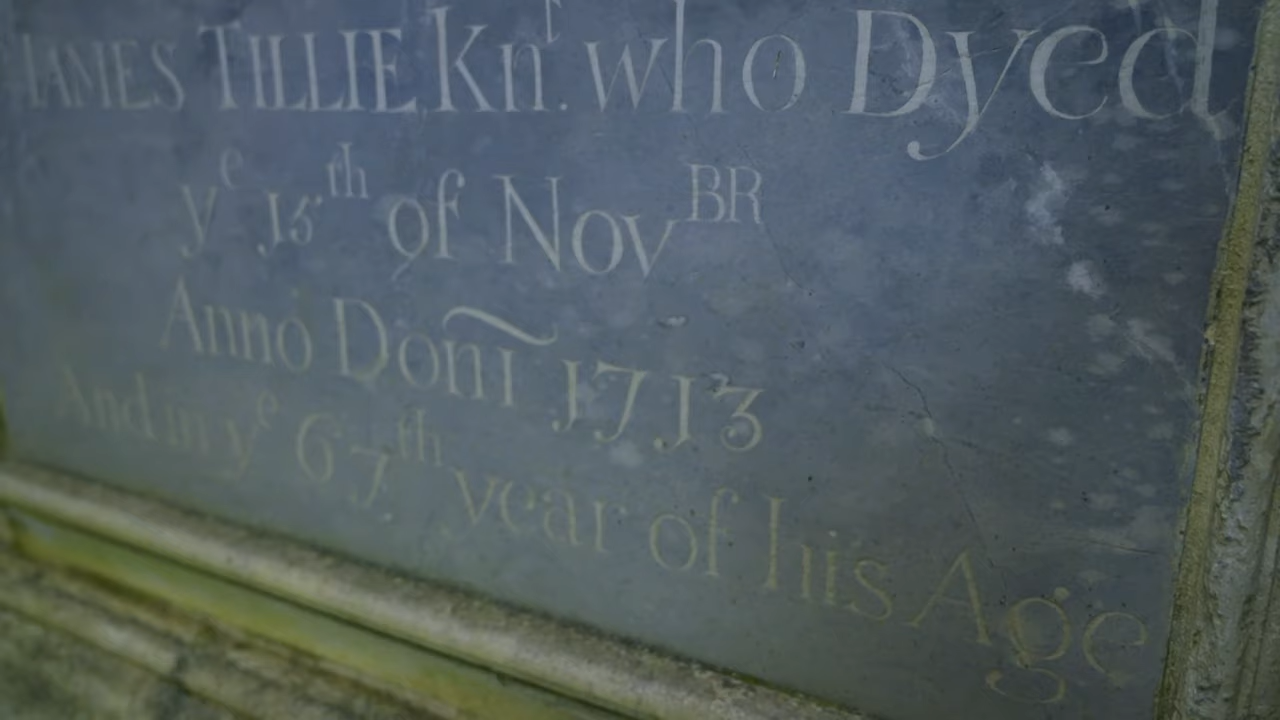 JAMES TILLIE Knt. who Dyed
ye 15th of NovBR
Anno Dom̃ı 1713
And in ye 67th year of his Age